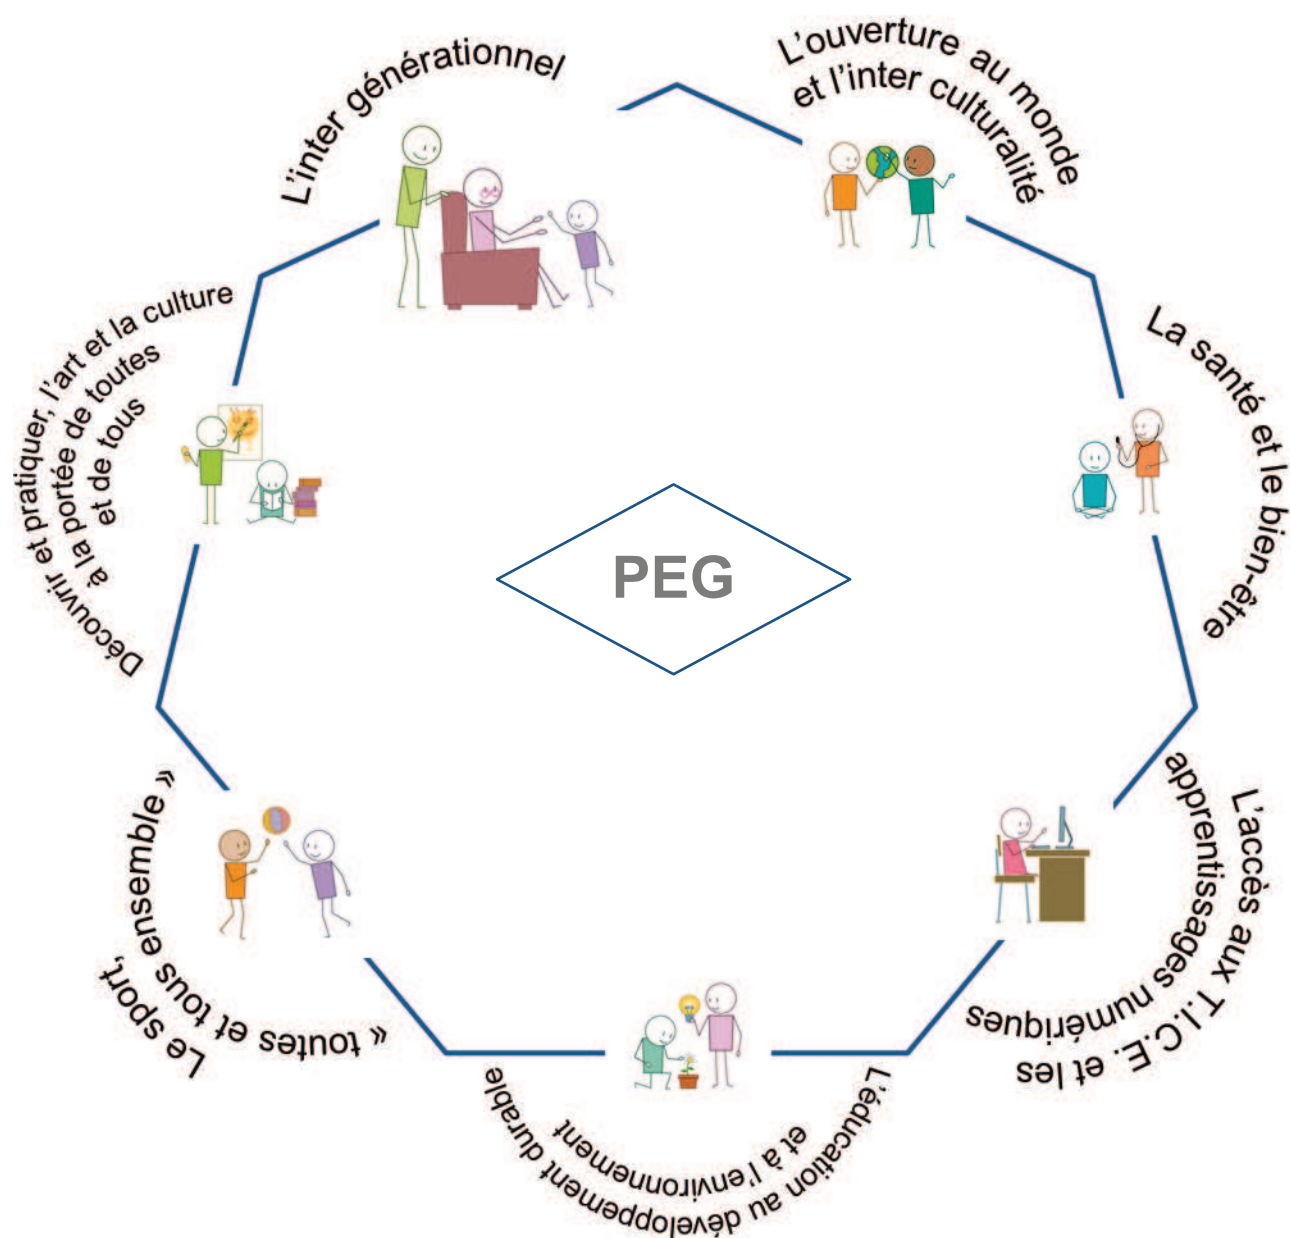 L'inter générationnel
L'ouverture au monde
et l'inter culturalité
La santé et le bien-être
L'accès aux T.I.C.E. et les
apprentissages numériques
L'éducation au développement durable
et à l'environnement
Le sport,
« toutes et tous ensemble »
Découvrir et pratiquer, l'art et la culture
à la portée de toutes
et de tous
PEG